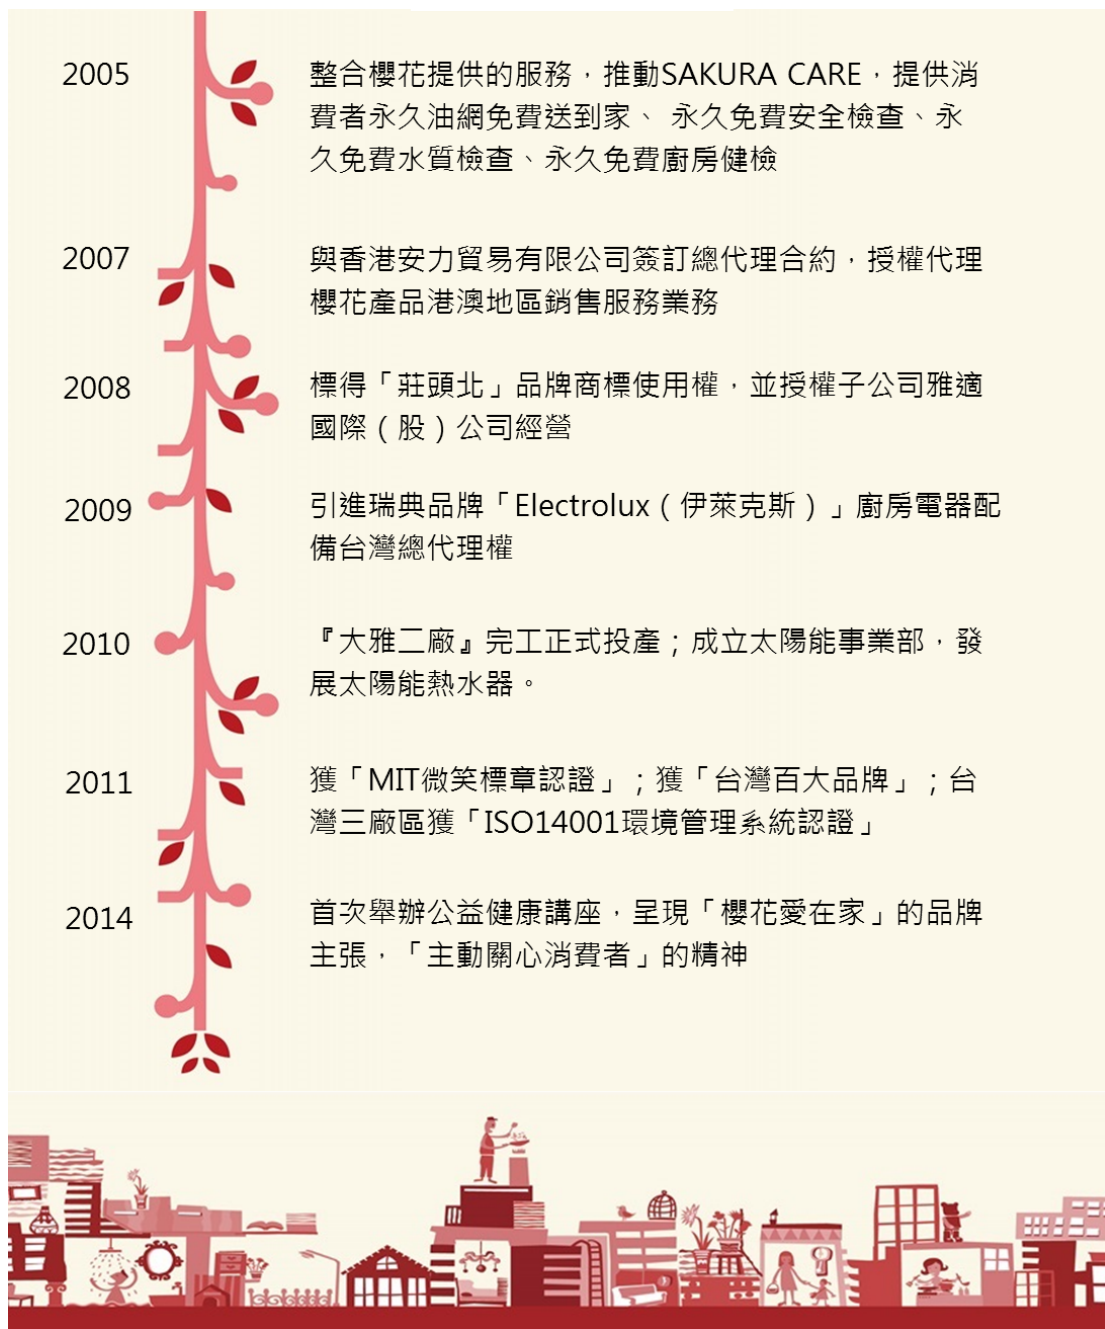 2005
整合櫻花提供的服務，推動SAKURA CARE，提供消
費者永久油網免費送到家、 永久免費安全檢查、永
久免費水質檢查、永久免費廚房健檢
2007
與香港安力貿易有限公司簽訂總代理合約，授權代理
櫻花產品港澳地區銷售服務業務
2008
標得「莊頭北」品牌商標使用權，並授權子公司雅適
國際（股）公司經營
2009
引進瑞典品牌「Electrolux（伊萊克斯）」廚房電器配
備台灣總代理權
2010
『大雅二廠』完工正式投產；成立太陽能事業部，發
展太陽能熱水器。
2011
獲「MIT微笑標章認證」；獲「台灣百大品牌」；台
灣三廠區獲「ISO14001環境管理系統認證」
2014
首次舉辦公益健康講座，呈現「櫻花愛在家」的品牌
主張，「主動關心消費者」的精神